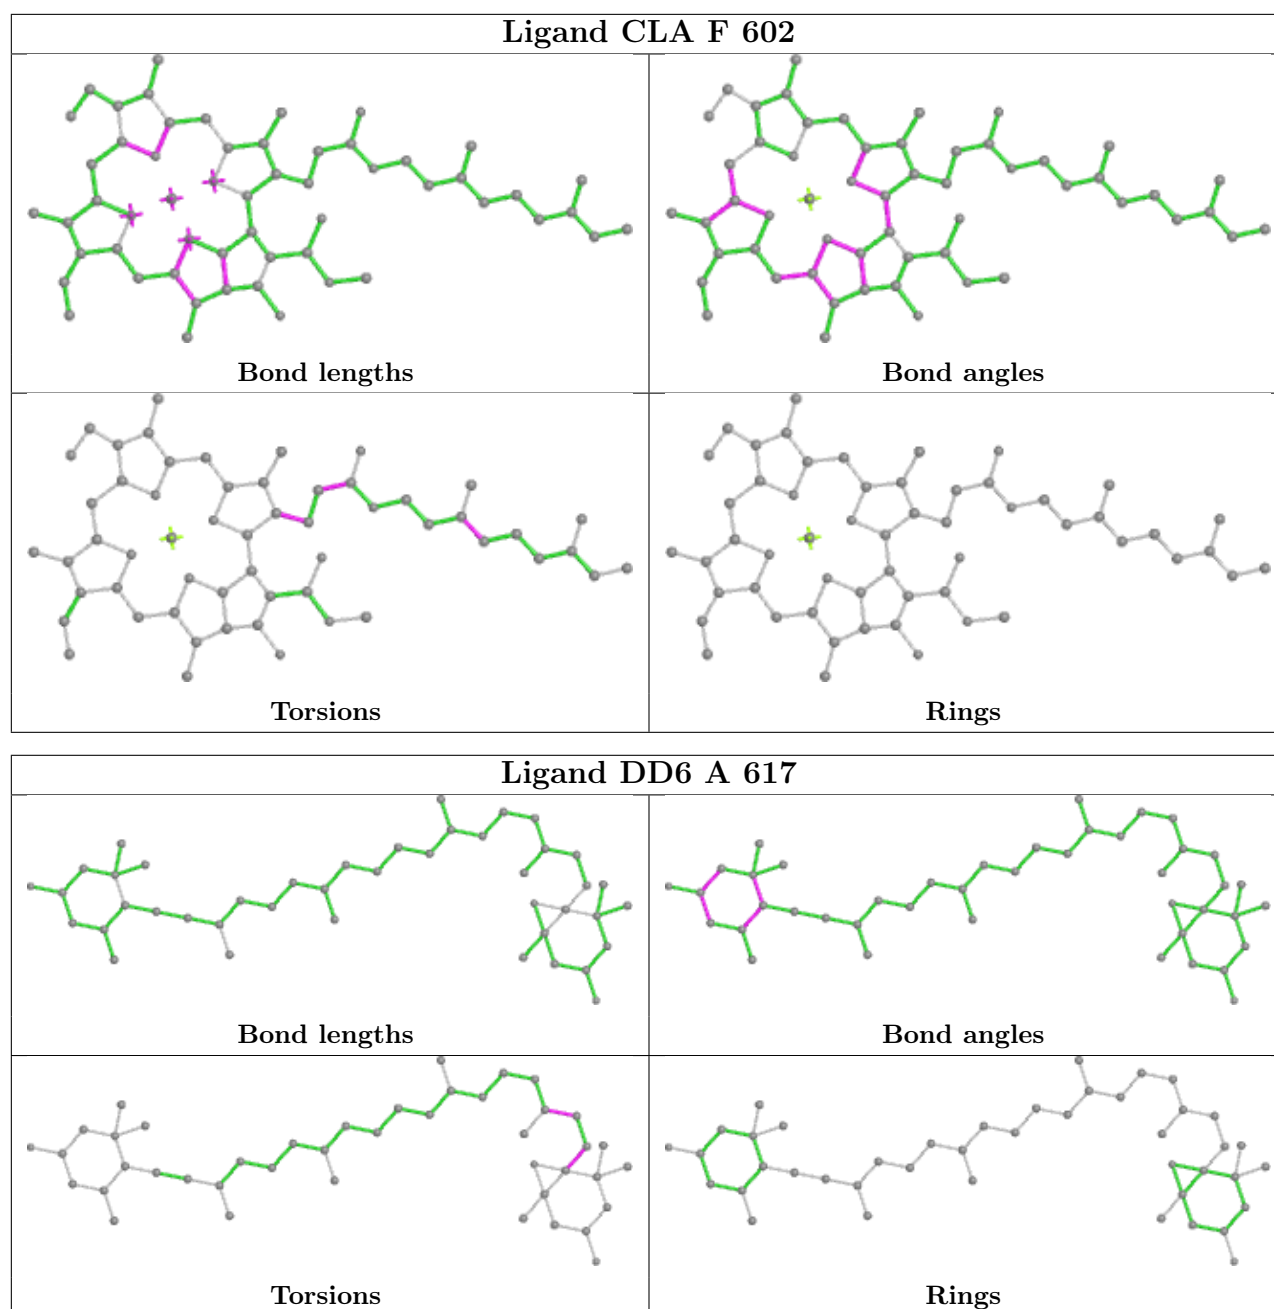 Ligand CLA F 602
Bond lengths
Bond angles
Torsions
Rings
Ligand DD6 A 617
Bond lengths
Bond angles
Torsions
Rings